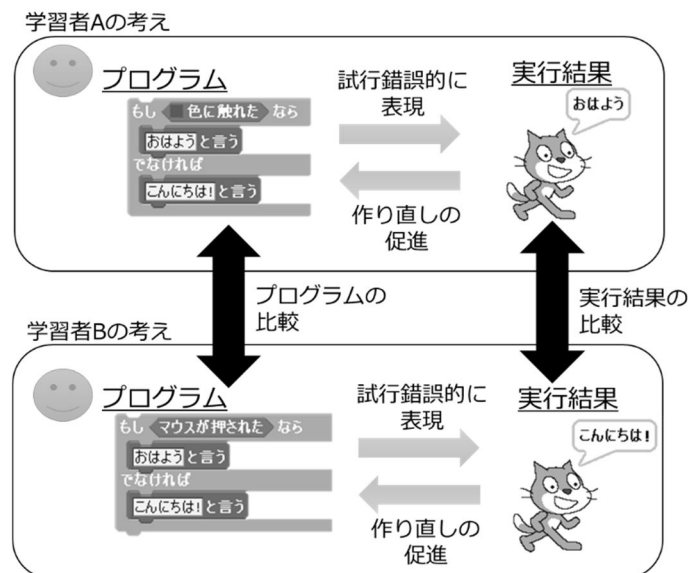 学習者Aの考え
プログラム
もし 色に触れた なら
おはよう と言う
でなければ
こんにちは! と言う
試行錯誤的に
表現
作り直しの
促進
実行結果
おはよう
プログラムの
比較
実行結果の
比較
学習者Bの考え
プログラム
もし マウスが押された なら
おはよう と言う
でなければ
こんにちは! と言う
試行錯誤的に
表現
作り直しの
促進
実行結果
こんにちは!